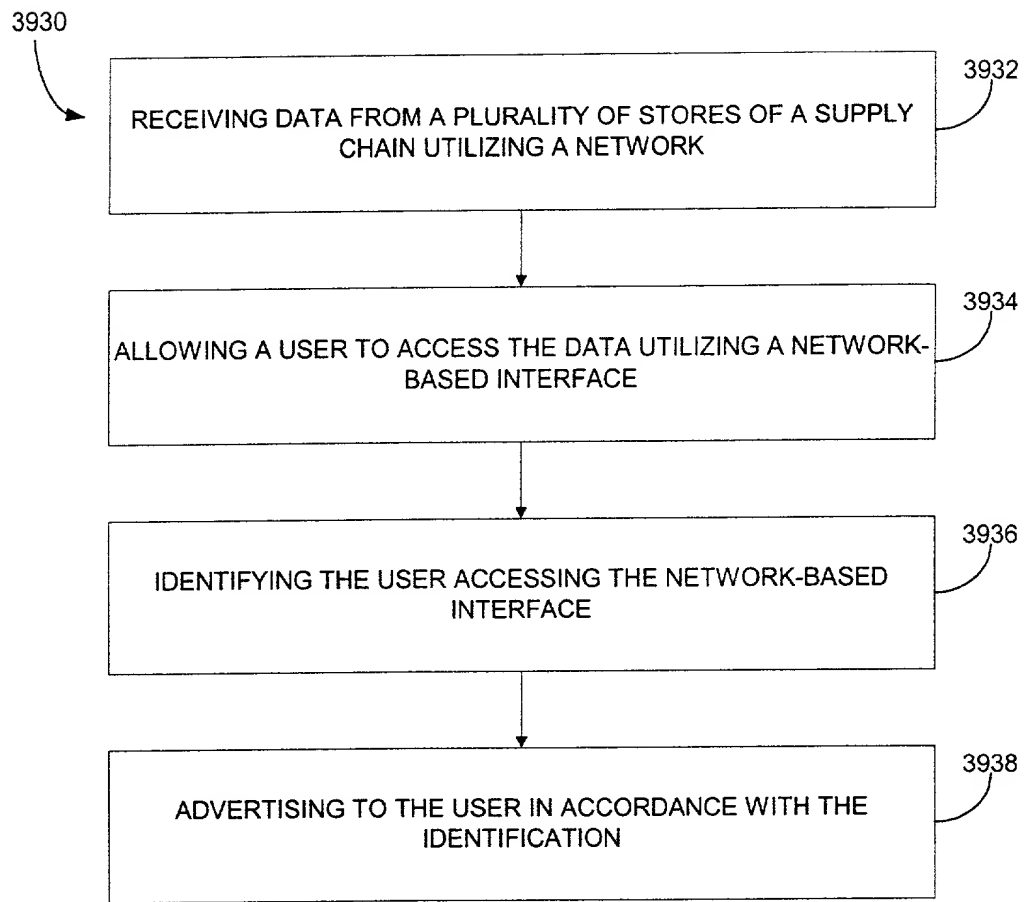 3930
3932
RECEIVING DATA FROM A PLURALITY OF STORES OF A SUPPLY
CHAIN UTILIZING A NETWORK
3934
ALLOWING A USER TO ACCESS THE DATA UTILIZING A NETWORK-
BASED INTERFACE
3936
IDENTIFYING THE USER ACCESSING THE NETWORK-BASED
INTERFACE
3938
ADVERTISING TO THE USER IN ACCORDANCE WITH THE
IDENTIFICATION